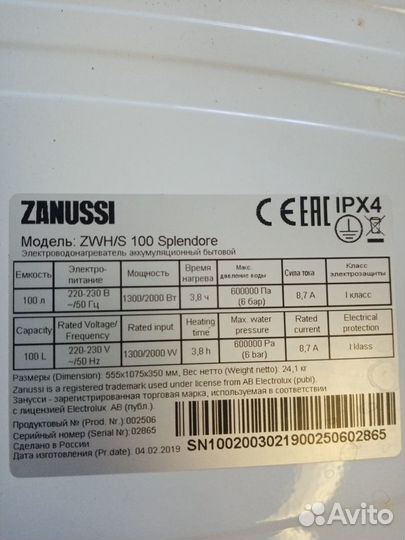 ZANUSSI
CE EAC IPX4
Модель: ZWH/S 100 Splendore
Электроводонагреватель аккумуляционный бытовой
Емкость Электро-питание Мощность Время нагрева Макс. давление воды Сила тока Класс электрозащиты
100 л 220-230 В ~/50 Гц 1300/2000 Вт 3,8 ч 600000 Па (6 бар) 8,7 А I класс
Capacity Rated Voltage/ Frequency Rated input Heating time Max. water pressure Rated current Electrical protection
100 L 220-230 V ~/50 Hz 1300/2000 W 3,8 h 600000 Pa (6 bar) 8,7 A I klass
Размеры (Dimension): 555x1075x350 мм, Вес нетто (Weight netto): 24,1 кг
Zanussi is a registered trademark used under license from AB Electrolux (publ).
Занусси - зарегистрированная торговая марка, используемая в соответствии
с лицензией Electrolux AB (публ.).
Продукт № (Prod. Nr.): 002506
Серийный номер (Serial Nr): 02865
Сделано в России
Дата изготовления (Pr.date): 04.02.2019
SN1002003021900250602865
Avito